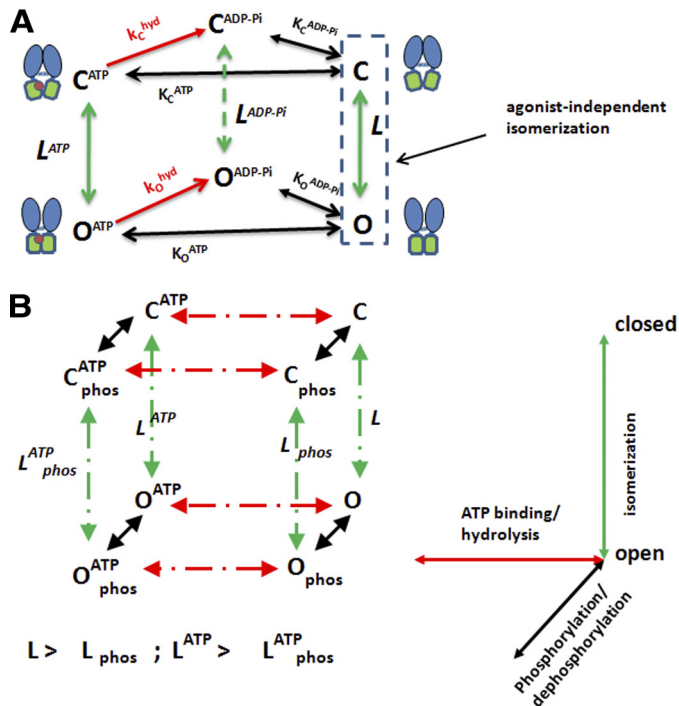 A
k_C^hyd
C^ADP-Pi
K_C^ADP-Pi
C^ATP
K_C^ATP
C
L^ATP
L^ADP-Pi
L
agonist-independent
isomerization
k_O^hyd
O^ADP-Pi
K_O^ADP-Pi
O^ATP
K_O^ATP
O
B
C^ATP
C
closed
C^ATP_phos
C_phos
L^ATP
L
L^ATP_phos
L_phos
isomerization
O^ATP
O
ATP binding/
hydrolysis
open
O^ATP_phos
O_phos
Phosphorylation/
dephosphorylation
L > L_phos ; L^ATP > L^ATP_phos